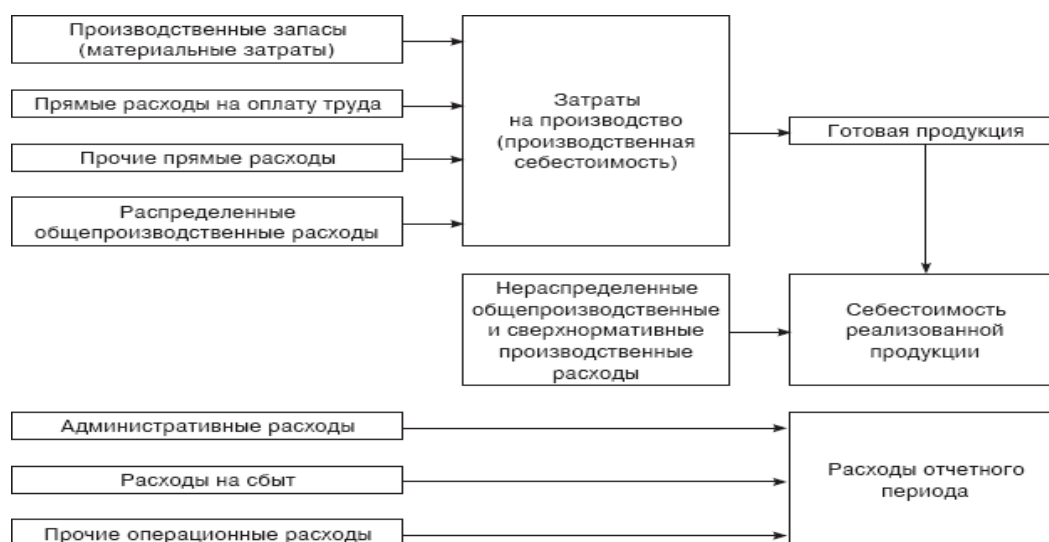 Производственные запасы
(материальные затраты)
Прямые расходы на оплату труда
Прочие прямые расходы
Распределенные
общепроизводственные расходы
Затраты
на производство
(производственная
себестоимость)
Готовая продукция
Нераспределенные
общепроизводственные
и сверхнормативные
производственные
расходы
Себестоимость
реализованной
продукции
Административные расходы
Расходы на сбыт
Прочие операционные расходы
Расходы отчетного
периода